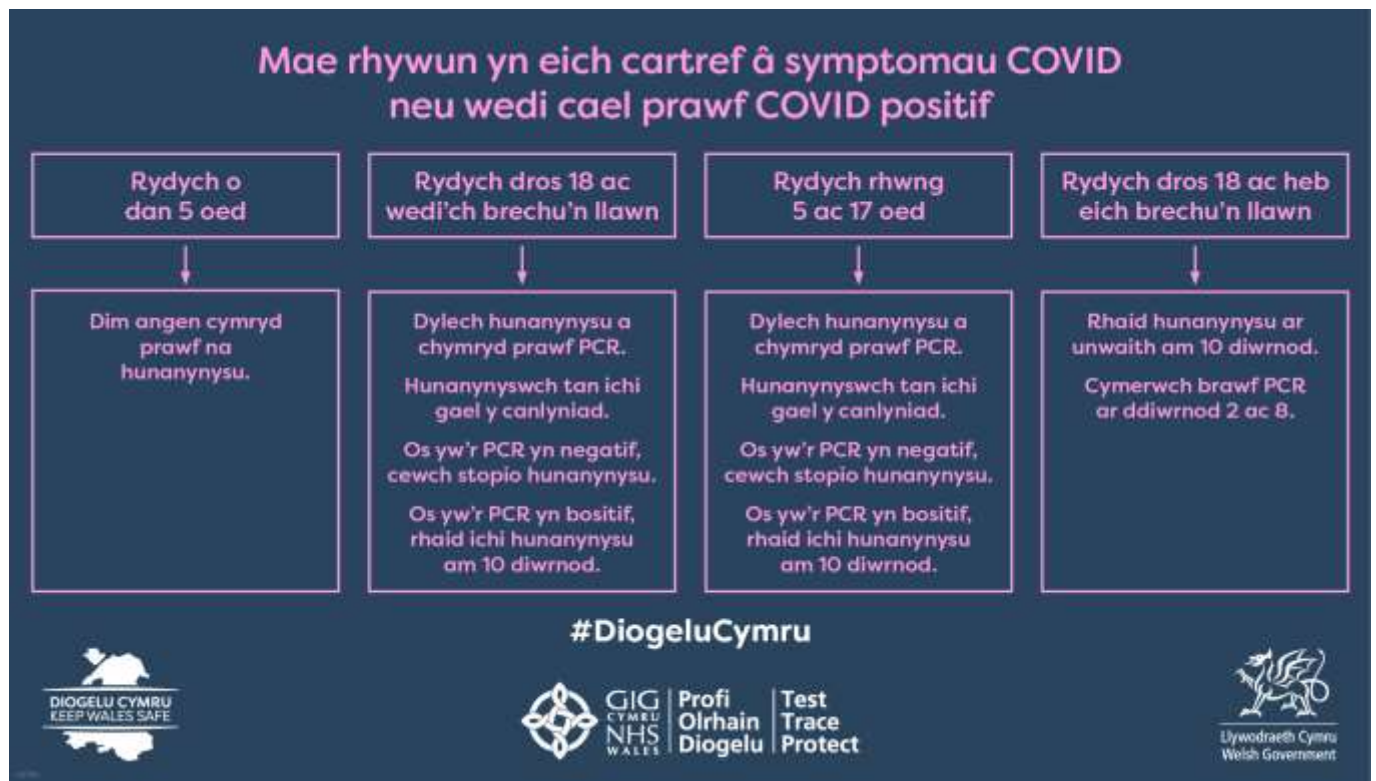 Mae rhywun yn eich cartref â symptomau COVID
neu wedi cael prawf COVID positif
Rydych o
dan 5 oed
Dim angen cymryd
prawf na
hunanynysu.
Rydych dros 18 ac
wedi'ch brechu'n llawn
Dylech hunanynysu a
chymryd prawf PCR.
Hunanynyswch tan ichi
gael y canlyniad.
Os yw'r PCR yn negatif,
cewch stopio hunanynysu.
Os yw'r PCR yn bositif,
rhaid ichi hunanynysu
am 10 diwrnod.
Rydych rhwng
5 ac 17 oed
Dylech hunanynysu a
chymryd prawf PCR.
Hunanynyswch tan ichi
gael y canlyniad.
Os yw'r PCR yn negatif,
cewch stopio hunanynysu.
Os yw'r PCR yn bositif,
rhaid ichi hunanynysu
am 10 diwrnod.
Rydych dros 18 ac heb
eich brechu'n llawn
Rhaid hunanynysu ar
unwaith am 10 diwrnod.
Cymerwch brawf PCR
ar ddiwrnod 2 ac 8.
#DiogeluCymru
DIOGELU CYMRU
KEEP WALES SAFE
GIG
CYMRU
NHS
WALES
Profi
Olrhain
Diogelu
Test
Trace
Protect
Llywodraeth Cymru
Welsh Government